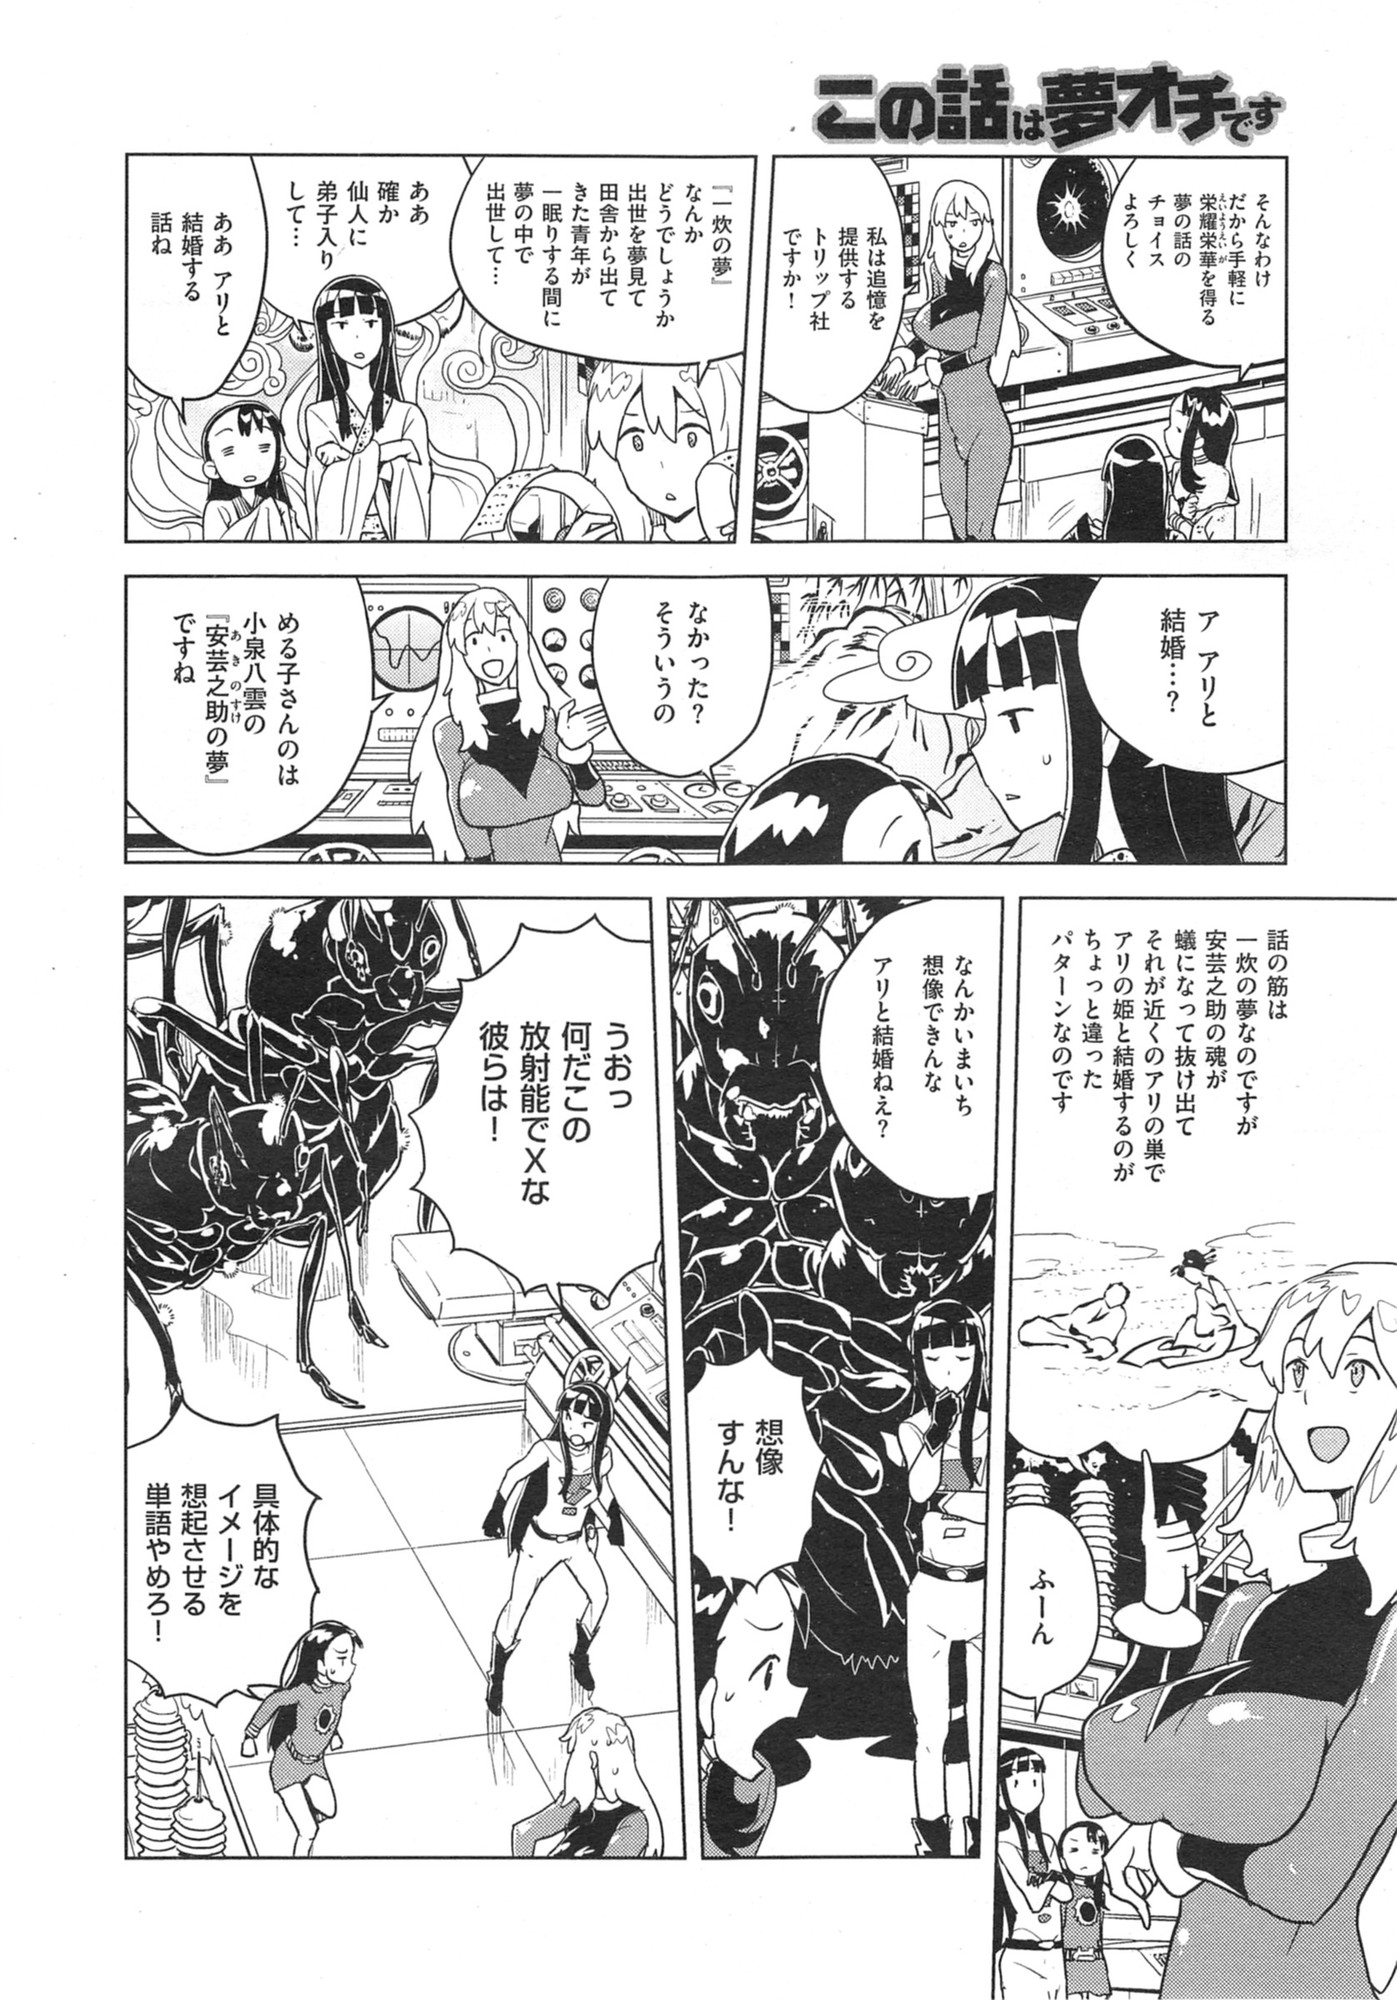 この話は夢オチです
そんなわけ
だから手軽に
栄耀栄華を得る
えいようえいが
夢の話の
チョイス
よろしく
私は追憶を
提供する
トリップ社
ですか!
『一炊の夢』
なんか
どうでしょうか
出世を夢見て
田舎から出て
きた青年が
一眠りする間に
夢の中で
出世して…
ああ
確か
仙人に
弟子入り
して…
ああ アリと
結婚する
話ね
ア アリと
結婚…?
なかった?
そういうの
める子さんのは
小泉八雲の
『安芸之助の夢』
あきのすけ
ですね
話の筋は
一炊の夢なのですが
安芸之助の魂が
蟻になって抜け出て
それが近くのアリの巣で
アリの姫と結婚するのが
ちょっと違った
パターンなのです
ふーん
なんかいまいち
想像できんな
アリと結婚ねえ?
想像
すんな!
うおっ
何だこの
放射能でXな
彼らは!
具体的な
イメージを
想起させる
単語やめろ!